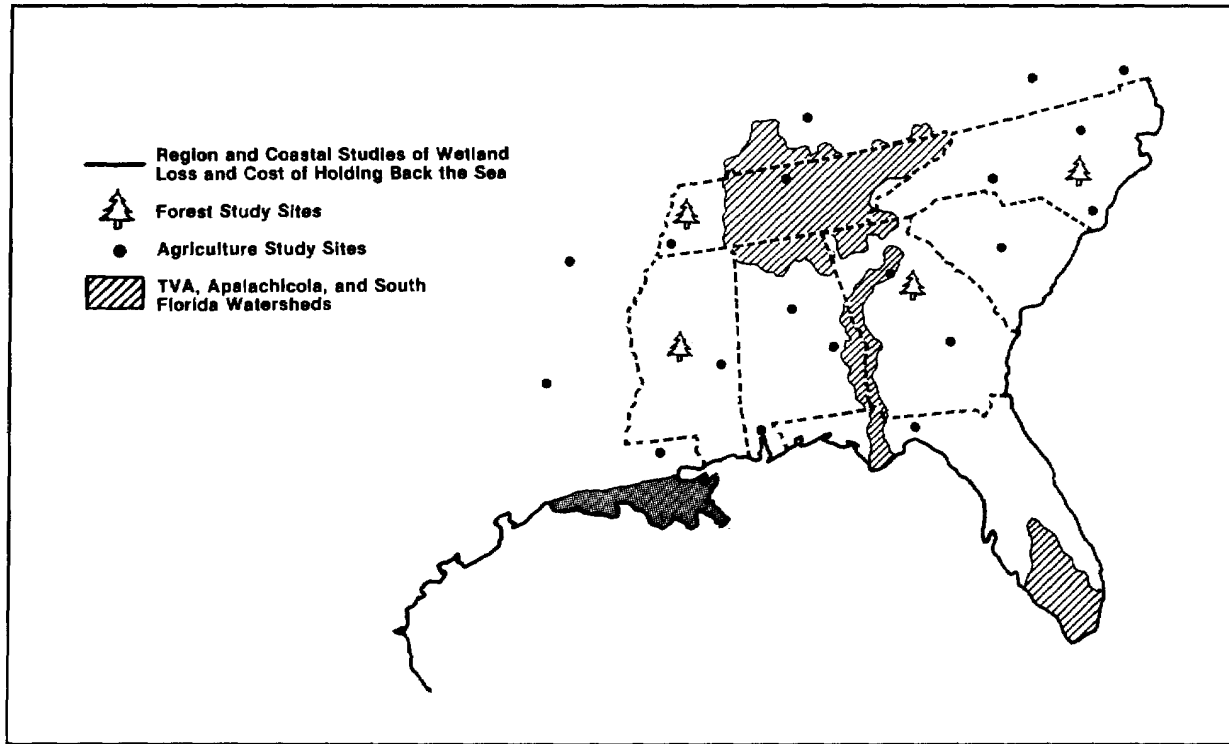 Region and Coastal Studies of Wetland
Loss and Cost of Holding Back the Sea
Forest Study Sites
Agriculture Study Sites
TVA, Apalachicola, and South
Florida Watersheds